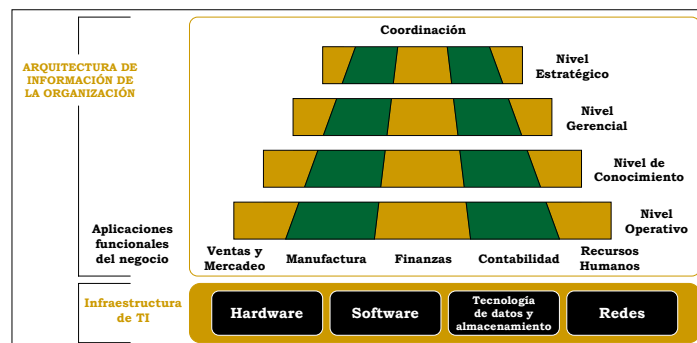 Coordinación
ARQUITECTURA DE
INFORMACIÓN DE
LA ORGANIZACIÓN
Nivel
Estratégico
Nivel
Gerencial
Nivel de
Conocimiento
Nivel
Operativo
Aplicaciones
funcionales
del negocio
Ventas y
Mercadeo
Manufactura
Finanzas
Contabilidad
Recursos
Humanos
Infraestructura
de TI
Hardware
Software
Tecnología
de datos y
almacenamiento
Redes